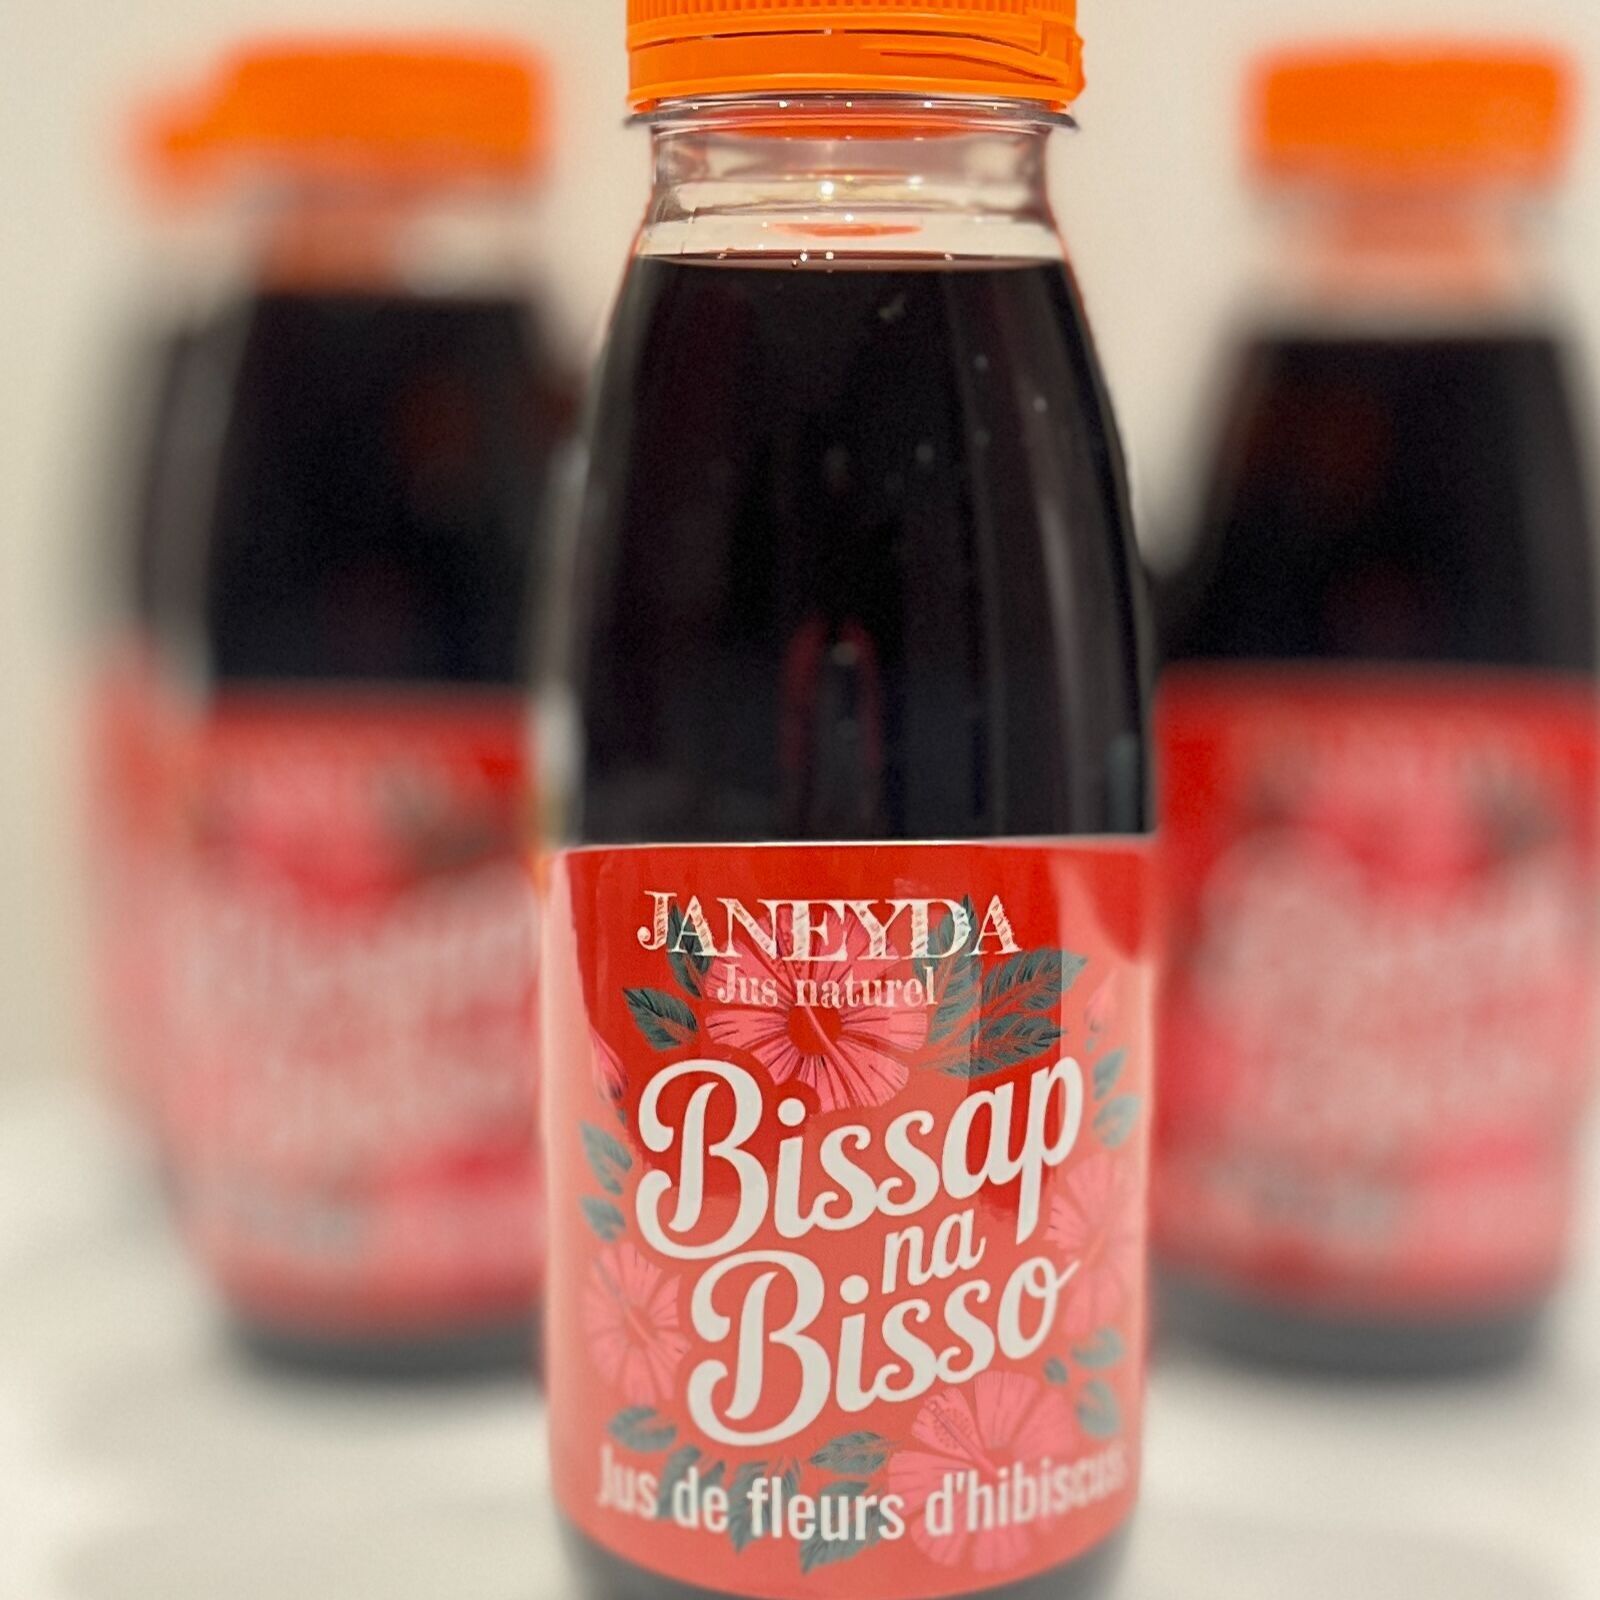 JANEYDA
Jus naturel
Bissap
na
Bisso
Jus de fleurs d'hibiscus